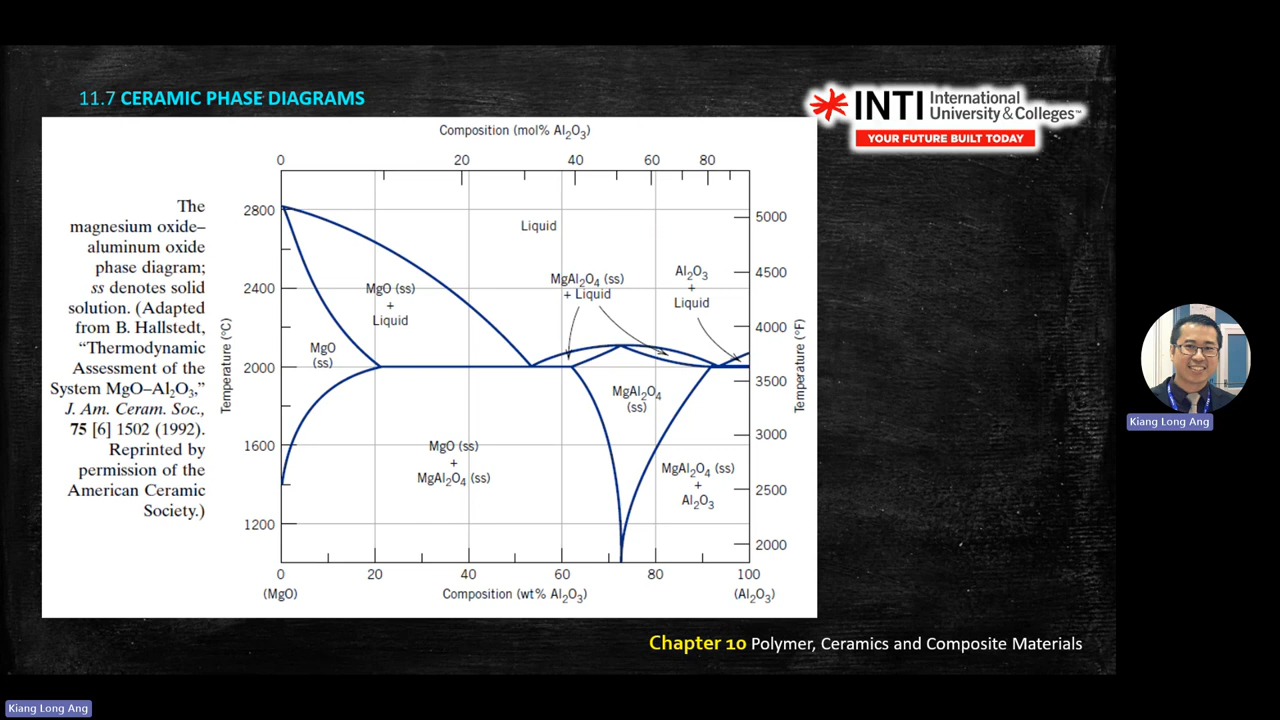 11.7 CERAMIC PHASE DIAGRAMS
INTI International
University & Colleges™
YOUR FUTURE BUILT TODAY
The
magnesium oxide–
aluminum oxide
phase diagram;
ss denotes solid
solution. (Adapted
from B. Hallstedt,
“Thermodynamic
Assessment of the
System MgO–Al₂O₃,”
J. Am. Ceram. Soc.,
75 [6] 1502 (1992).
Reprinted by
permission of the
American Ceramic
Society.)
Composition (mol% Al₂O₃)
0 20 40 60 80
2800
2400
2000
1600
1200
Temperature (°C)
Liquid
MgO (ss)
+
Liquid
MgO
(ss)
MgAl₂O₄ (ss)
+ Liquid
Al₂O₃
+
Liquid
MgAl₂O₄
(ss)
MgO (ss)
+
MgAl₂O₄ (ss)
MgAl₂O₄ (ss)
+
Al₂O₃
5000
4500
4000
3500
3000
2500
2000
Temperature (°F)
0 20 40 60 80 100
(MgO) Composition (wt% Al₂O₃) (Al₂O₃)
Kiang Long Ang
Chapter 10 Polymer, Ceramics and Composite Materials
Kiang Long Ang